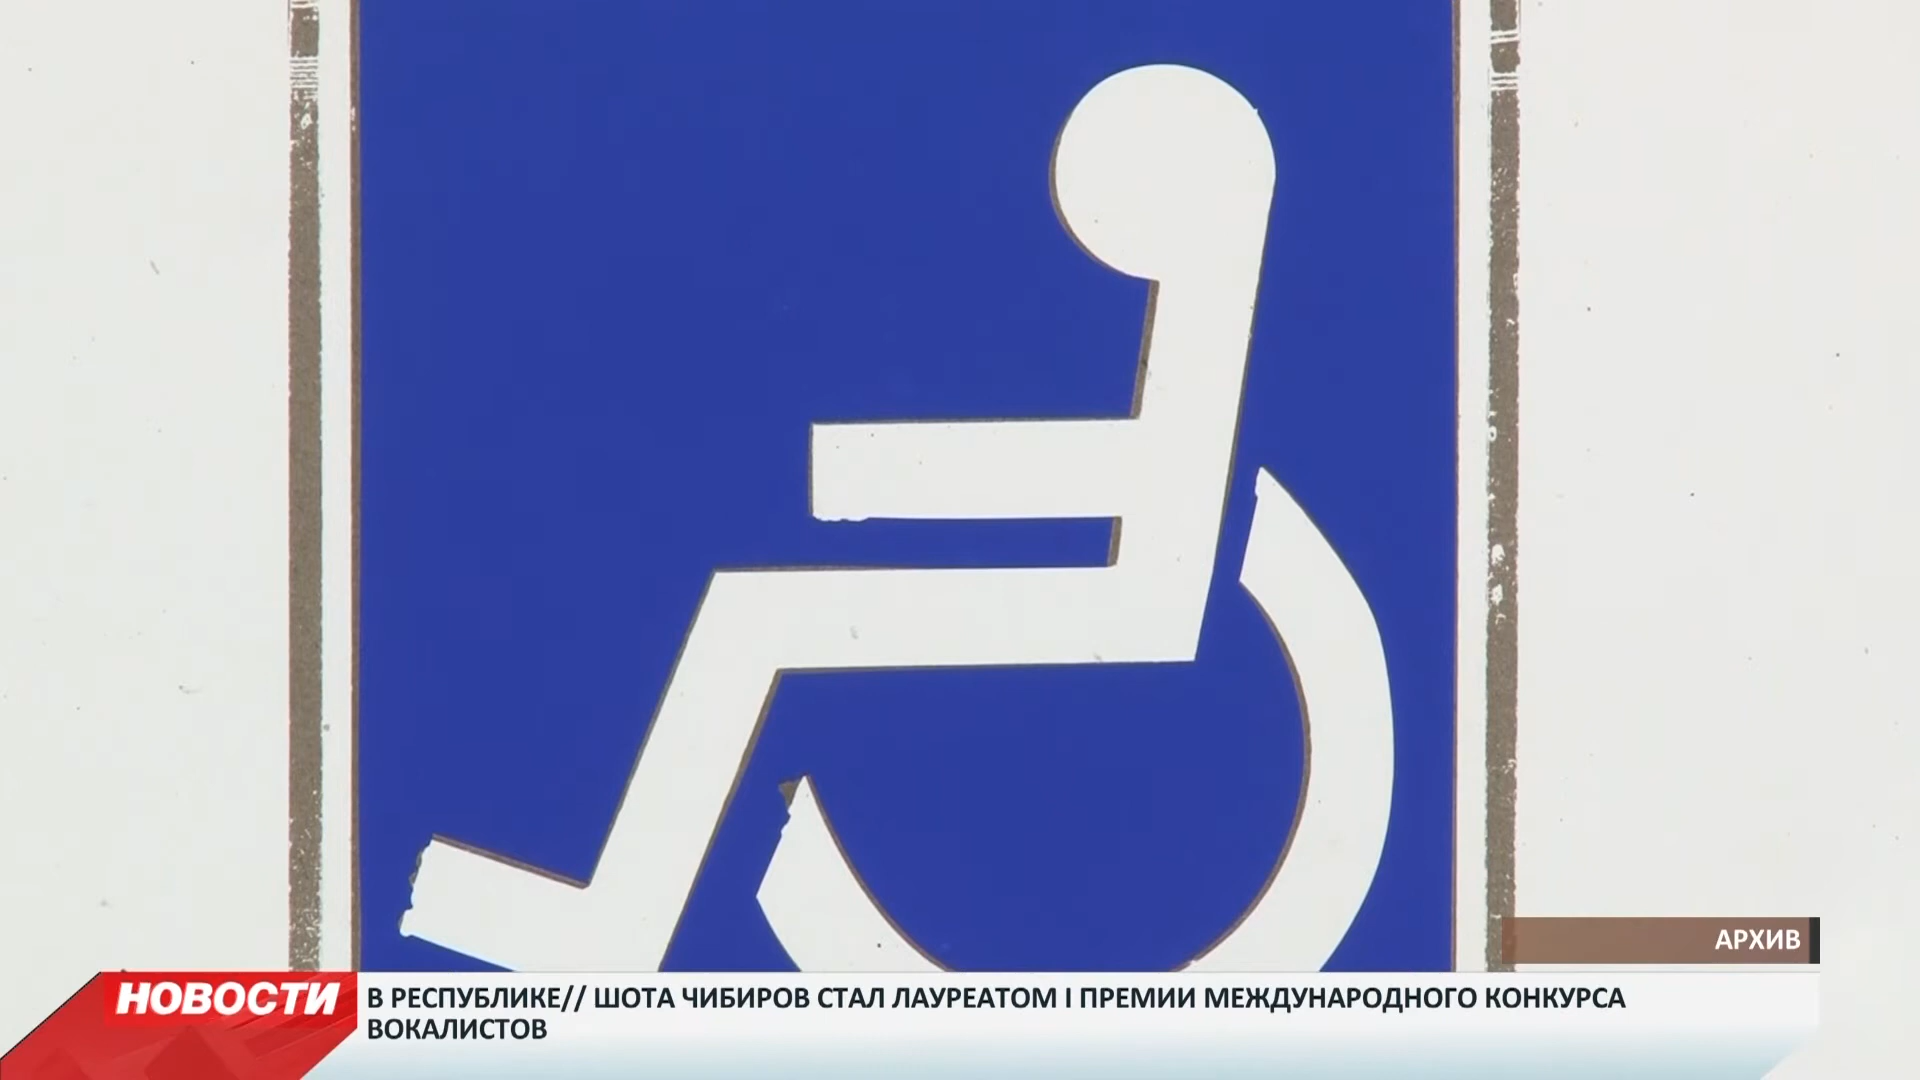 АРХИВ
НОВОСТИ
В РЕСПУБЛИКЕ// ШОТА ЧИБИРОВ СТАЛ ЛАУРЕАТОМ I ПРЕМИИ МЕЖДУНАРОДНОГО КОНКУРСА
ВОКАЛИСТОВ